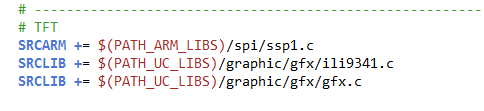 # --------------------------------------------------------
# TFT
SRCARM += $(PATH_ARM_LIBS)/spi/ssp1.c
SRCLIB += $(PATH_UC_LIBS)/graphic/gfx/ili9341.c
SRCLIB += $(PATH_UC_LIBS)/graphic/gfx/gfx.c